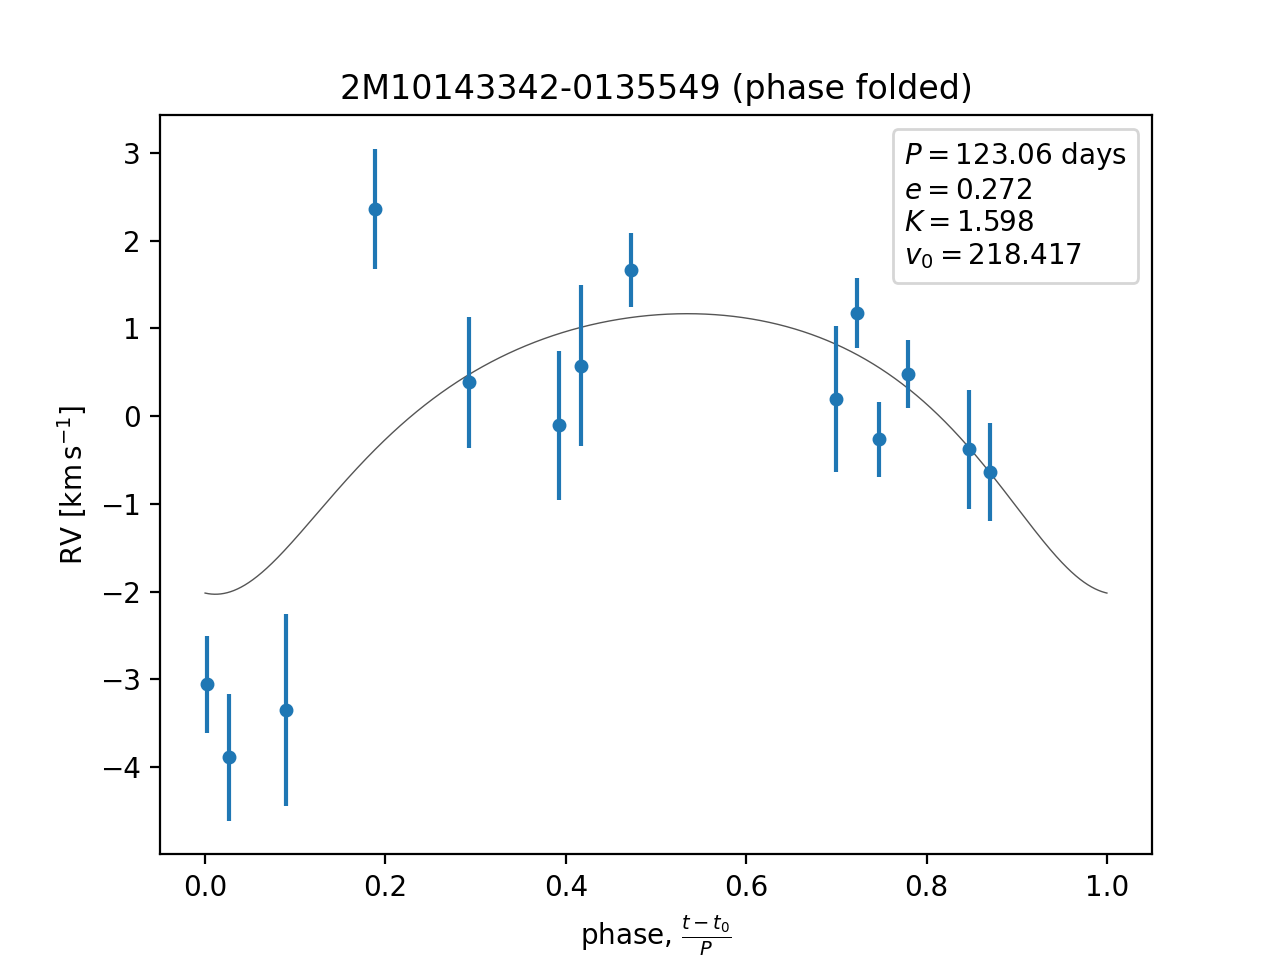 2M10143342-0135549 (phase folded)
P = 123.06 days
e = 0.272
K = 1.598
v₀ = 218.417
3
2
1
0
−1
−2
−3
−4
RV [km s⁻¹]
0.0 0.2 0.4 0.6 0.8 1.0
phase, (t − t₀)/P